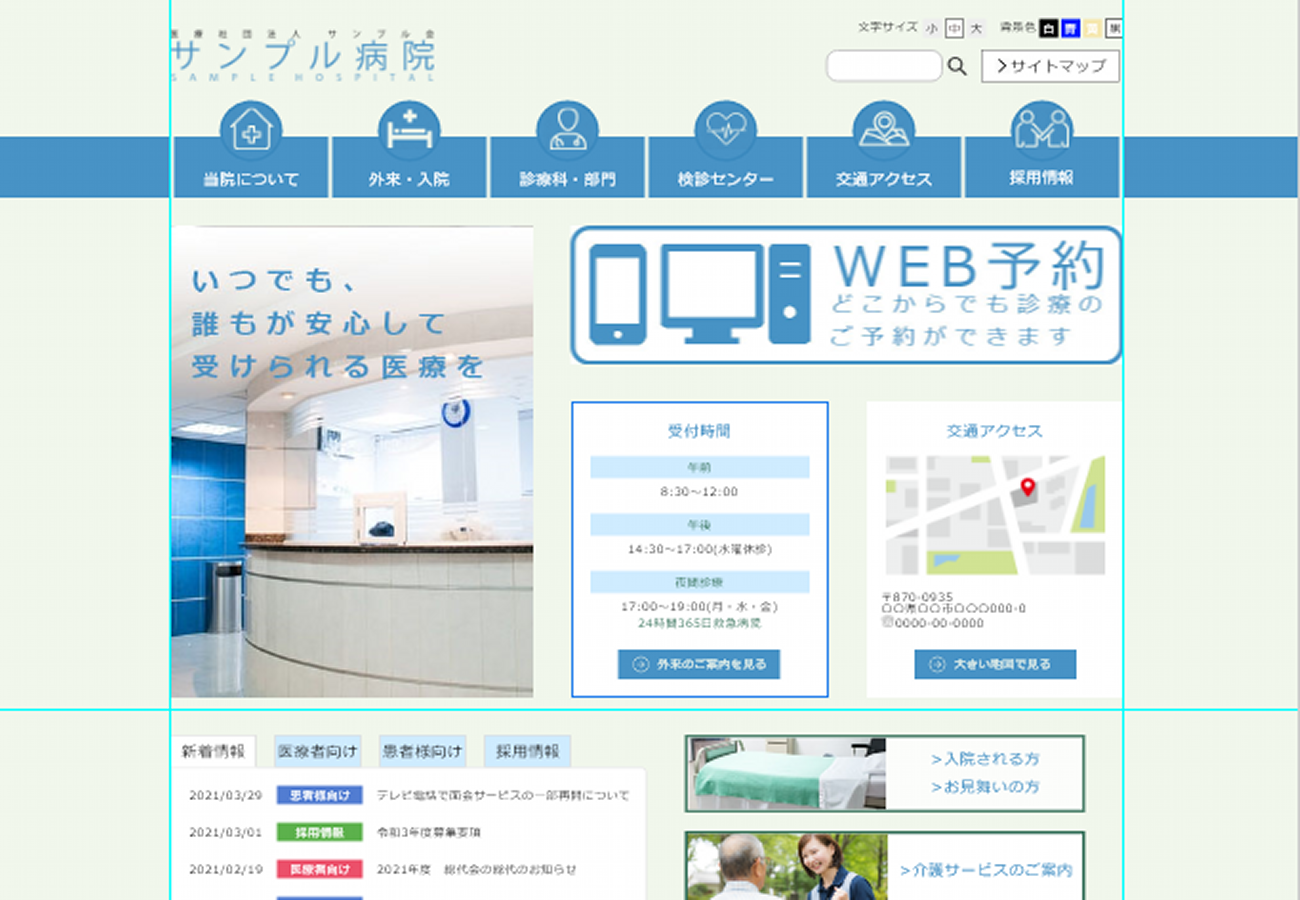 医療社団法人 サンプル会
サンプル病院
SAMPLE HOSPITAL
文字サイズ 小 中 大 背景色 白 青 黄 黒
サイトマップ
当院について
外来・入院
診療科・部門
検診センター
交通アクセス
採用情報
いつでも、
誰もが安心して
受けられる医療を
WEB予約
どこからでも診療の
ご予約ができます
受付時間
午前
8:30～12:00
午後
14:30～17:00(水曜休診)
夜間診療
17:00～19:00(月・水・金)
24時間365日救急病院
外来のご案内を見る
交通アクセス
〒870-0935
〇〇県〇〇市〇〇〇000-0
0000-00-0000
大きい地図で見る
新着情報
医療者向け
患者様向け
採用情報
2021/03/29 患者様向け テレビ電話で面会サービスの一部再開について
2021/03/01 採用情報 令和3年度募集要項
2021/02/19 医療者向け 2021年度 総代会の総代のお知らせ
>入院される方
>お見舞いの方
>介護サービスのご案内